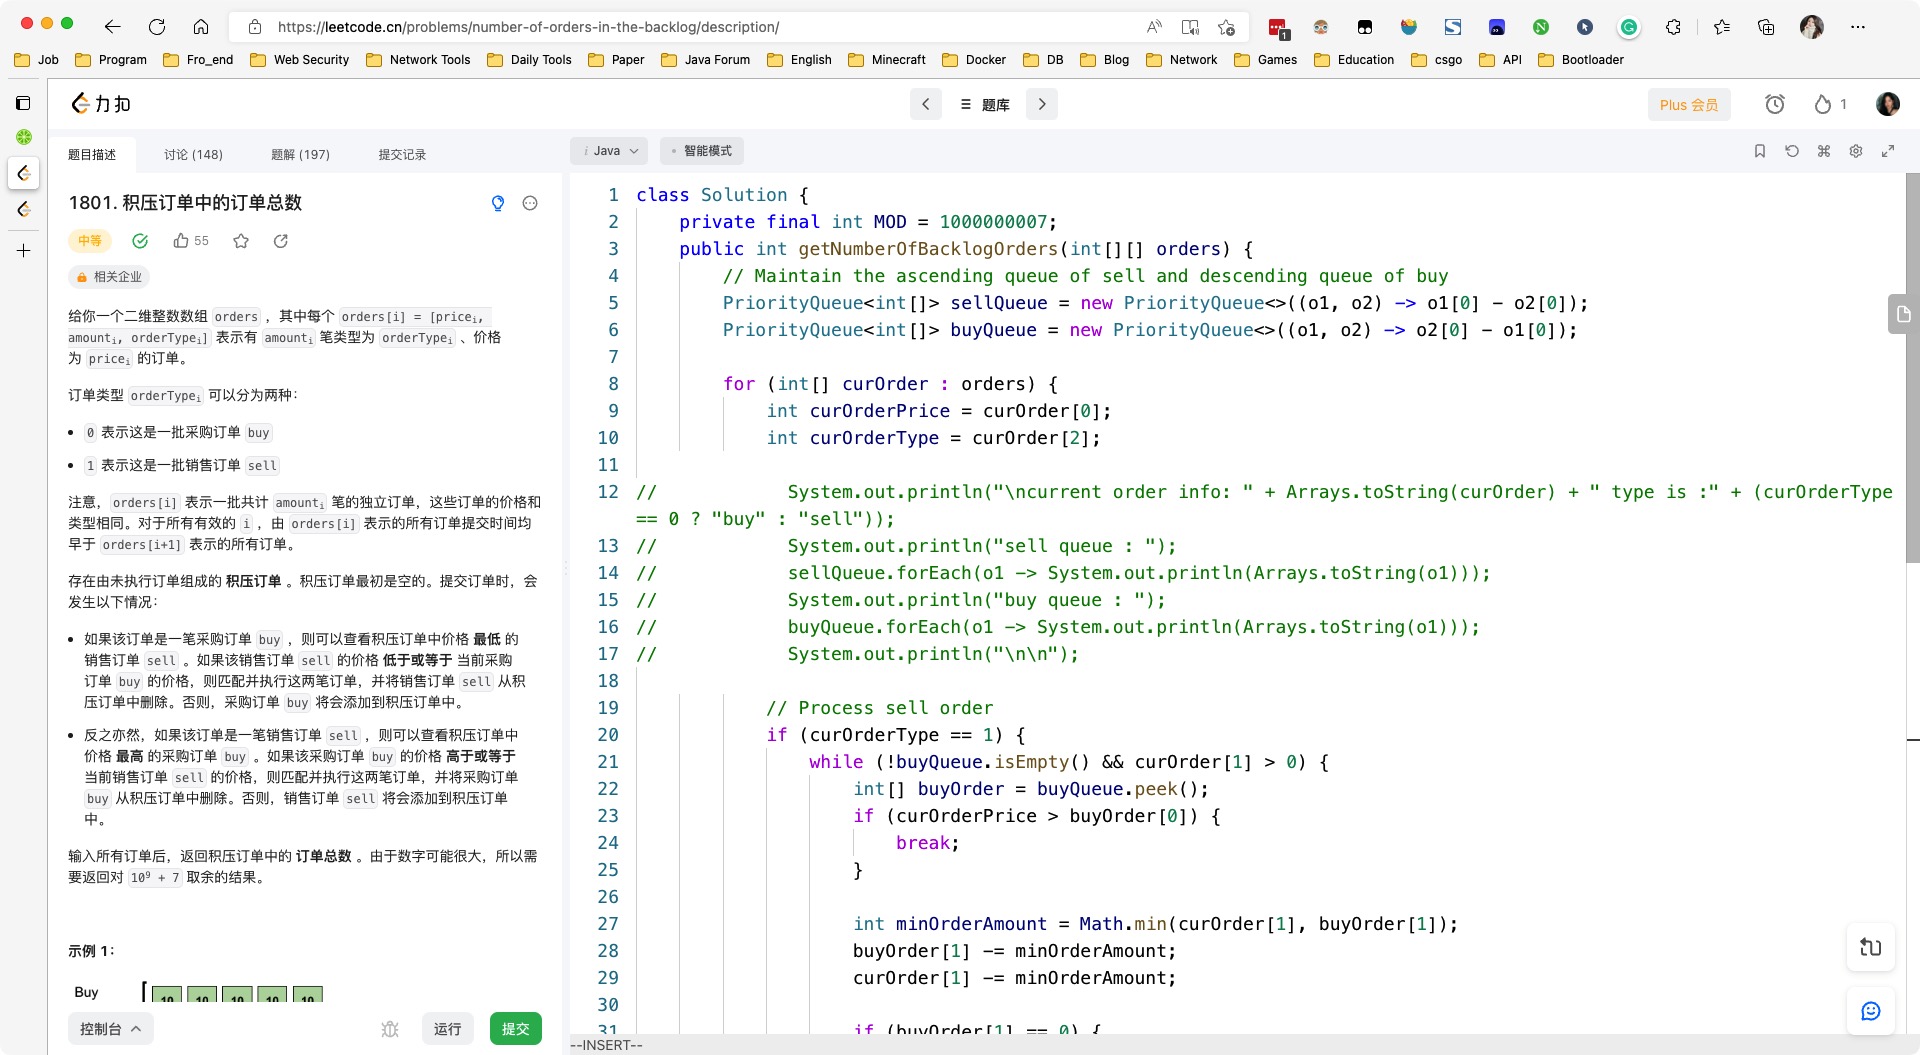 https://leetcode.cn/problems/number-of-orders-in-the-backlog/description/
Job Program Fro_end Web Security Network Tools Daily Tools Paper Java Forum English Minecraft Docker DB Blog Network Games Education csgo API Bootloader
力扣 题库 Plus 会员 1
题目描述 讨论 (148) 题解 (197) 提交记录
i Java 智能模式
1801. 积压订单中的订单总数
中等 55
相关企业
给你一个二维整数数组 orders ，其中每个 orders[i] = [priceᵢ,
amountᵢ, orderTypeᵢ] 表示有 amountᵢ 笔类型为 orderTypeᵢ 、价格
为 priceᵢ 的订单。
订单类型 orderTypeᵢ 可以分为两种：
• 0 表示这是一批采购订单 buy
• 1 表示这是一批销售订单 sell
注意，orders[i] 表示一批共计 amountᵢ 笔的独立订单，这些订单的价格和
类型相同。对于所有有效的 i ，由 orders[i] 表示的所有订单提交时间均
早于 orders[i+1] 表示的所有订单。
存在由未执行订单组成的 积压订单 。积压订单最初是空的。提交订单时，会
发生以下情况：
• 如果该订单是一笔采购订单 buy ，则可以查看积压订单中价格 最低 的
销售订单 sell 。如果该销售订单 sell 的价格 低于或等于 当前采购
订单 buy 的价格，则匹配并执行这两笔订单，并将销售订单 sell 从积
压订单中删除。否则，采购订单 buy 将会添加到积压订单中。
• 反之亦然，如果该订单是一笔销售订单 sell ，则可以查看积压订单中
价格 最高 的采购订单 buy 。如果该采购订单 buy 的价格 高于或等于
当前销售订单 sell 的价格，则匹配并执行这两笔订单，并将采购订单
buy 从积压订单中删除。否则，销售订单 sell 将会添加到积压订单
中。
输入所有订单后，返回积压订单中的 订单总数 。由于数字可能很大，所以需
要返回对 10⁹ + 7 取余的结果。
示例 1：
Buy 10 10 10 10 10
控制台 运行 提交
1 class Solution {
2 private final int MOD = 1000000007;
3 public int getNumberOfBacklogOrders(int[][] orders) {
4 // Maintain the ascending queue of sell and descending queue of buy
5 PriorityQueue<int[]> sellQueue = new PriorityQueue<>((o1, o2) -> o1[0] - o2[0]);
6 PriorityQueue<int[]> buyQueue = new PriorityQueue<>((o1, o2) -> o2[0] - o1[0]);
7
8 for (int[] curOrder : orders) {
9 int curOrderPrice = curOrder[0];
10 int curOrderType = curOrder[2];
11
12 // System.out.println("\ncurrent order info: " + Arrays.toString(curOrder) + " type is :" + (curOrderType
== 0 ? "buy" : "sell"));
13 // System.out.println("sell queue : ");
14 // sellQueue.forEach(o1 -> System.out.println(Arrays.toString(o1)));
15 // System.out.println("buy queue : ");
16 // buyQueue.forEach(o1 -> System.out.println(Arrays.toString(o1)));
17 // System.out.println("\n\n");
18
19 // Process sell order
20 if (curOrderType == 1) {
21 while (!buyQueue.isEmpty() && curOrder[1] > 0) {
22 int[] buyOrder = buyQueue.peek();
23 if (curOrderPrice > buyOrder[0]) {
24 break;
25 }
26
27 int minOrderAmount = Math.min(curOrder[1], buyOrder[1]);
28 buyOrder[1] -= minOrderAmount;
29 curOrder[1] -= minOrderAmount;
30
31 if (buyOrder[1] == 0) {
--INSERT--